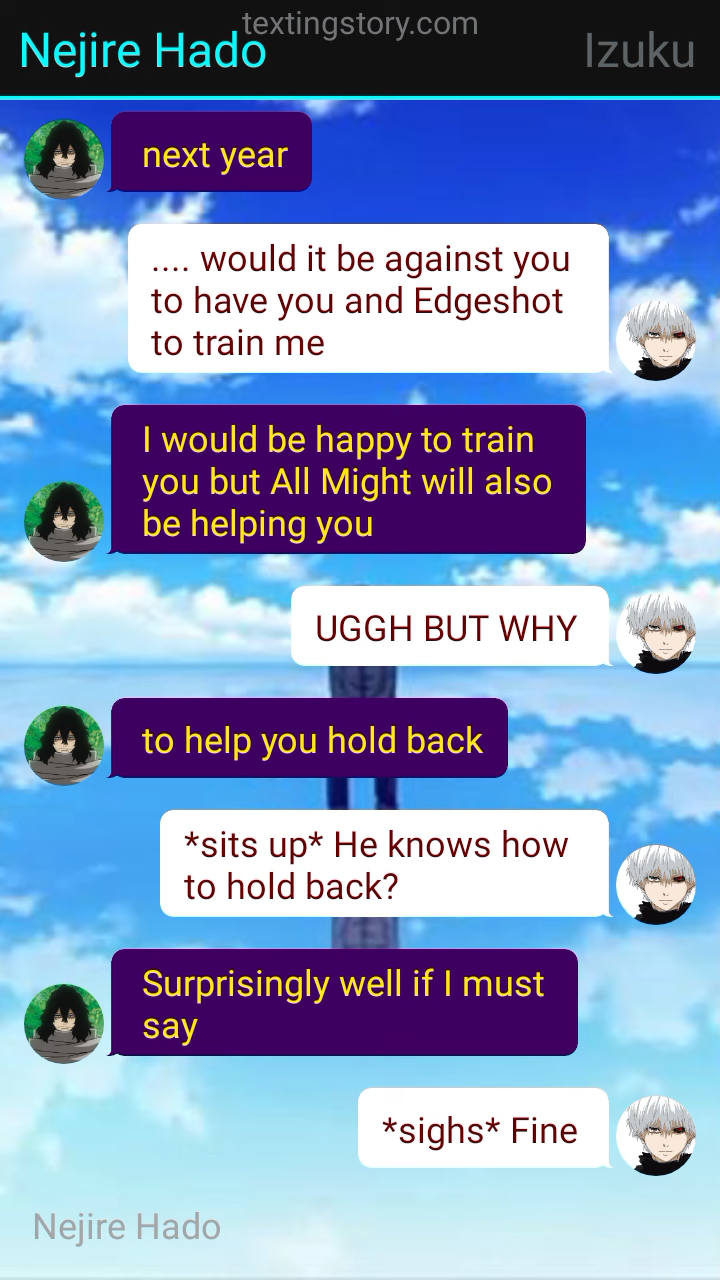 textingstory.com
Nejire Hado
Izuku
next year
.... would it be against you
to have you and Edgeshot
to train me
I would be happy to train
you but All Might will also
be helping you
UGGH BUT WHY
to help you hold back
*sits up* He knows how
to hold back?
Surprisingly well if I must
say
*sighs* Fine
Nejire Hado